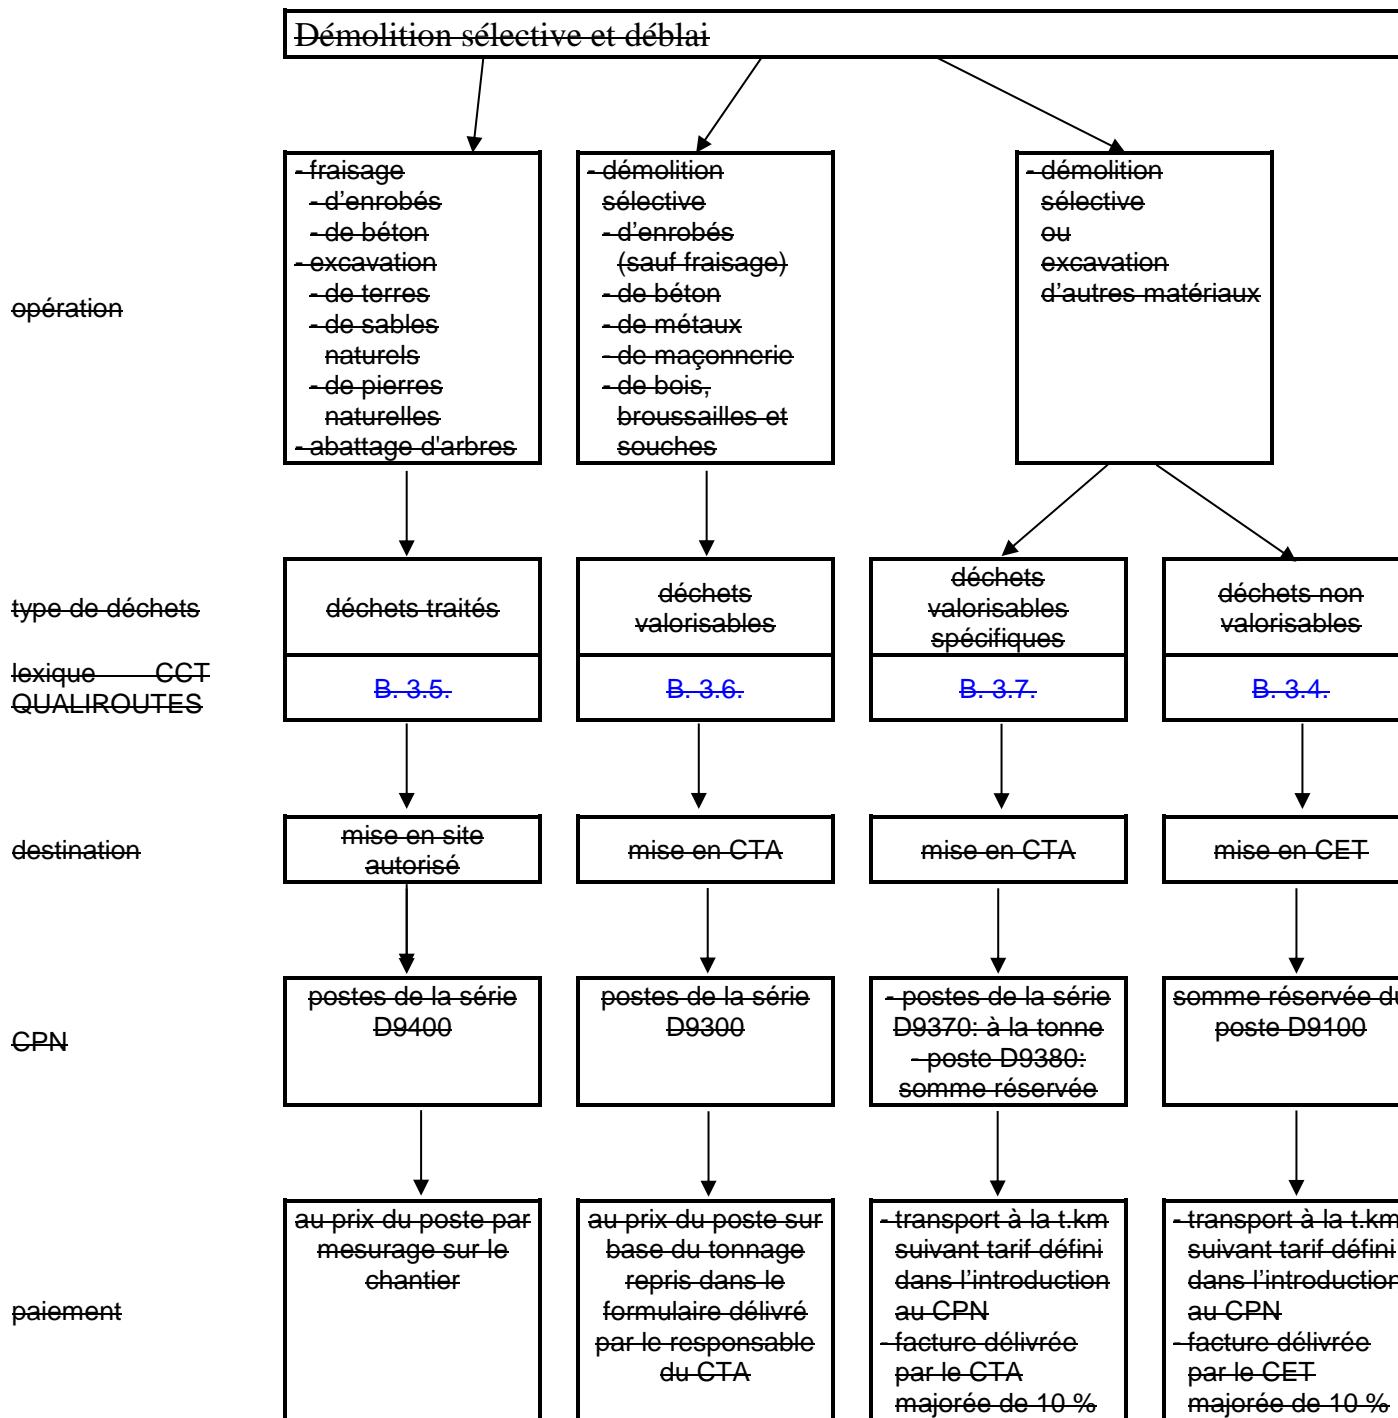 Démolition sélective et déblai
opération
- fraisage
- d'enrobés
- de béton
- excavation
- de terres
- de sables
naturels
- de pierres
naturelles
- abattage d'arbres
- démolition
sélective
- d'enrobés
(sauf fraisage)
- de béton
- de métaux
- de maçonnerie
- de bois,
broussailles et
souches
- démolition
sélective
ou
excavation
d'autres matériaux
type de déchets
déchets traités
déchets
valorisables
déchets
valorisables
spécifiques
déchets non
valorisables
lexique CCT
QUALIROUTES
B. 3.5.
B. 3.6.
B. 3.7.
B. 3.4.
destination
mise en site
autorisé
mise en CTA
mise en CTA
mise en CET
CPN
postes de la série
D9400
postes de la série
D9300
- postes de la série
D9370: à la tonne
- poste D9380:
somme réservée
somme réservée du
poste D9100
paiement
au prix du poste par
mesurage sur le
chantier
au prix du poste sur
base du tonnage
repris dans le
formulaire délivré
par le responsable
du CTA
- transport à la t.km
suivant tarif défini
dans l'introduction
au CPN
- facture délivrée
par le CTA
majorée de 10 %
- transport à la t.km
suivant tarif défini
dans l'introduction
au CPN
- facture délivrée
par le CET
majorée de 10 %